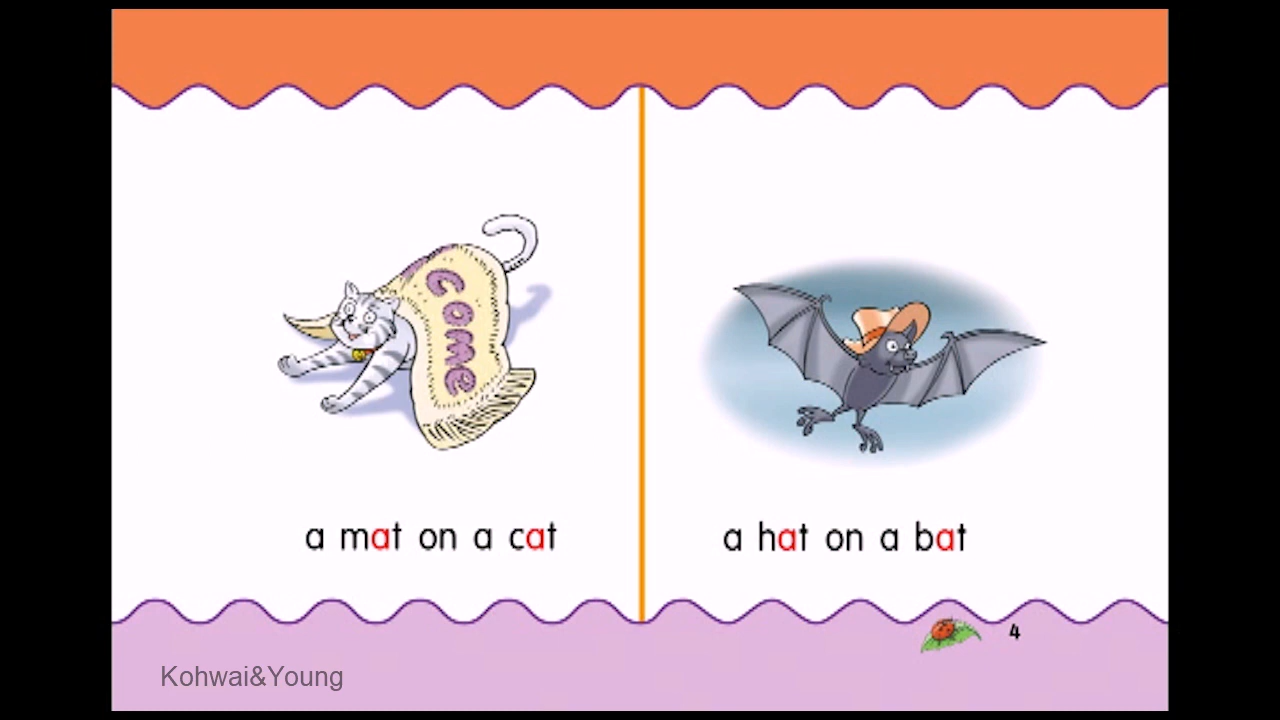 come
a mat on a cat
a hat on a bat
4
Kohwai&Young